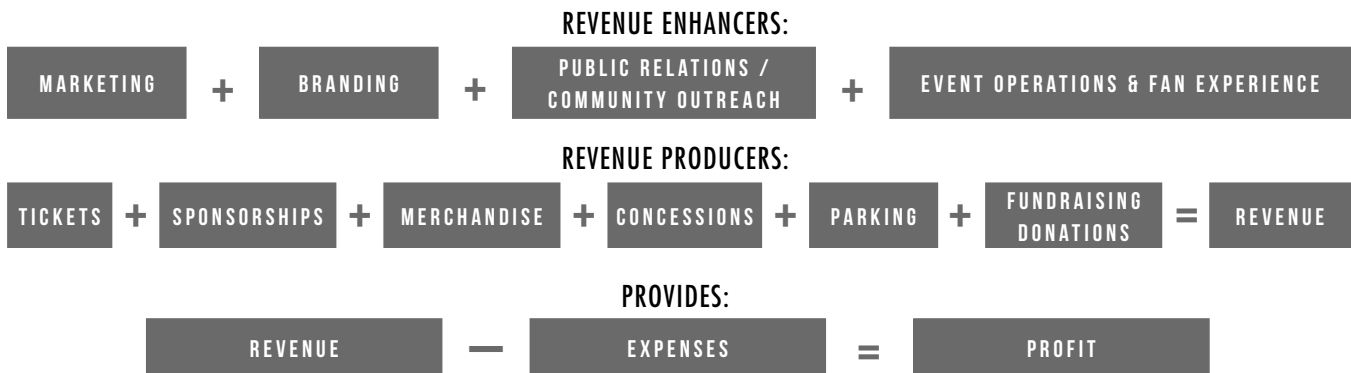 REVENUE ENHANCERS:
MARKETING + BRANDING + PUBLIC RELATIONS / COMMUNITY OUTREACH + EVENT OPERATIONS & FAN EXPERIENCE
REVENUE PRODUCERS:
TICKETS + SPONSORSHIPS + MERCHANDISE + CONCESSIONS + PARKING + FUNDRAISING DONATIONS = REVENUE
PROVIDES:
REVENUE — EXPENSES = PROFIT